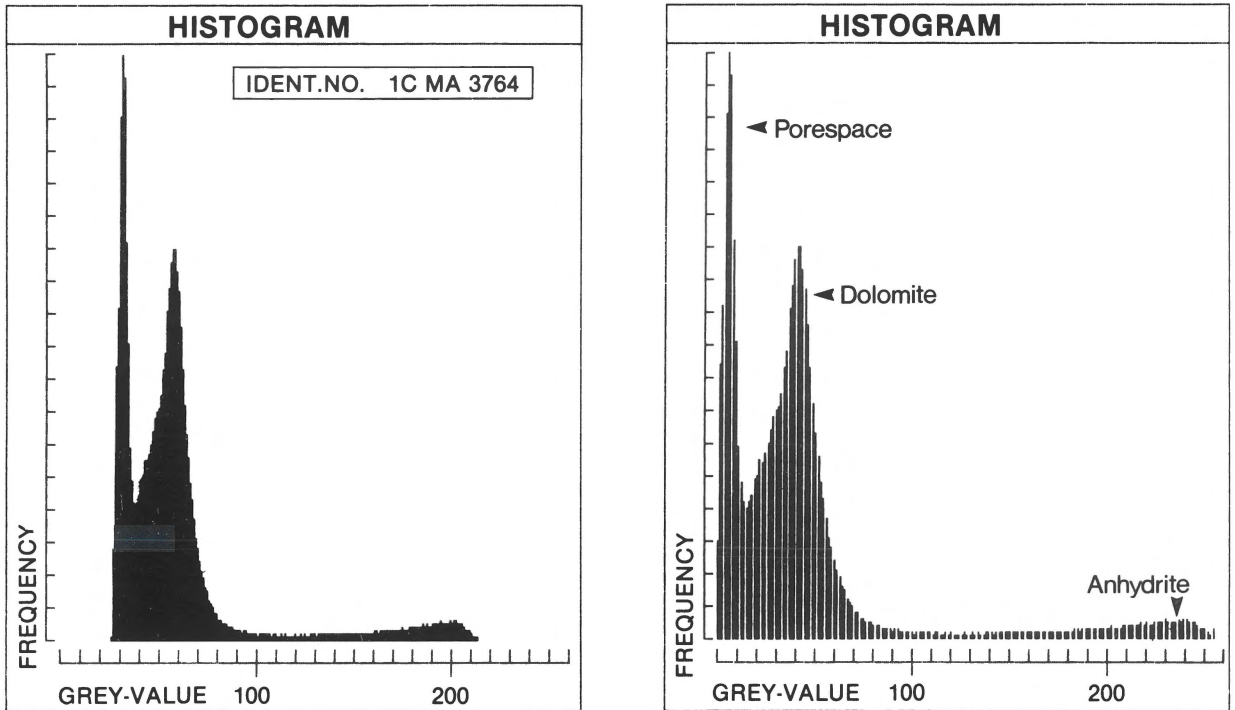 HISTOGRAM
IDENT.NO. 1C MA 3764
FREQUENCY
GREY-VALUE 100 200
HISTOGRAM
Porespace
Dolomite
Anhydrite
FREQUENCY
GREY-VALUE 100 200